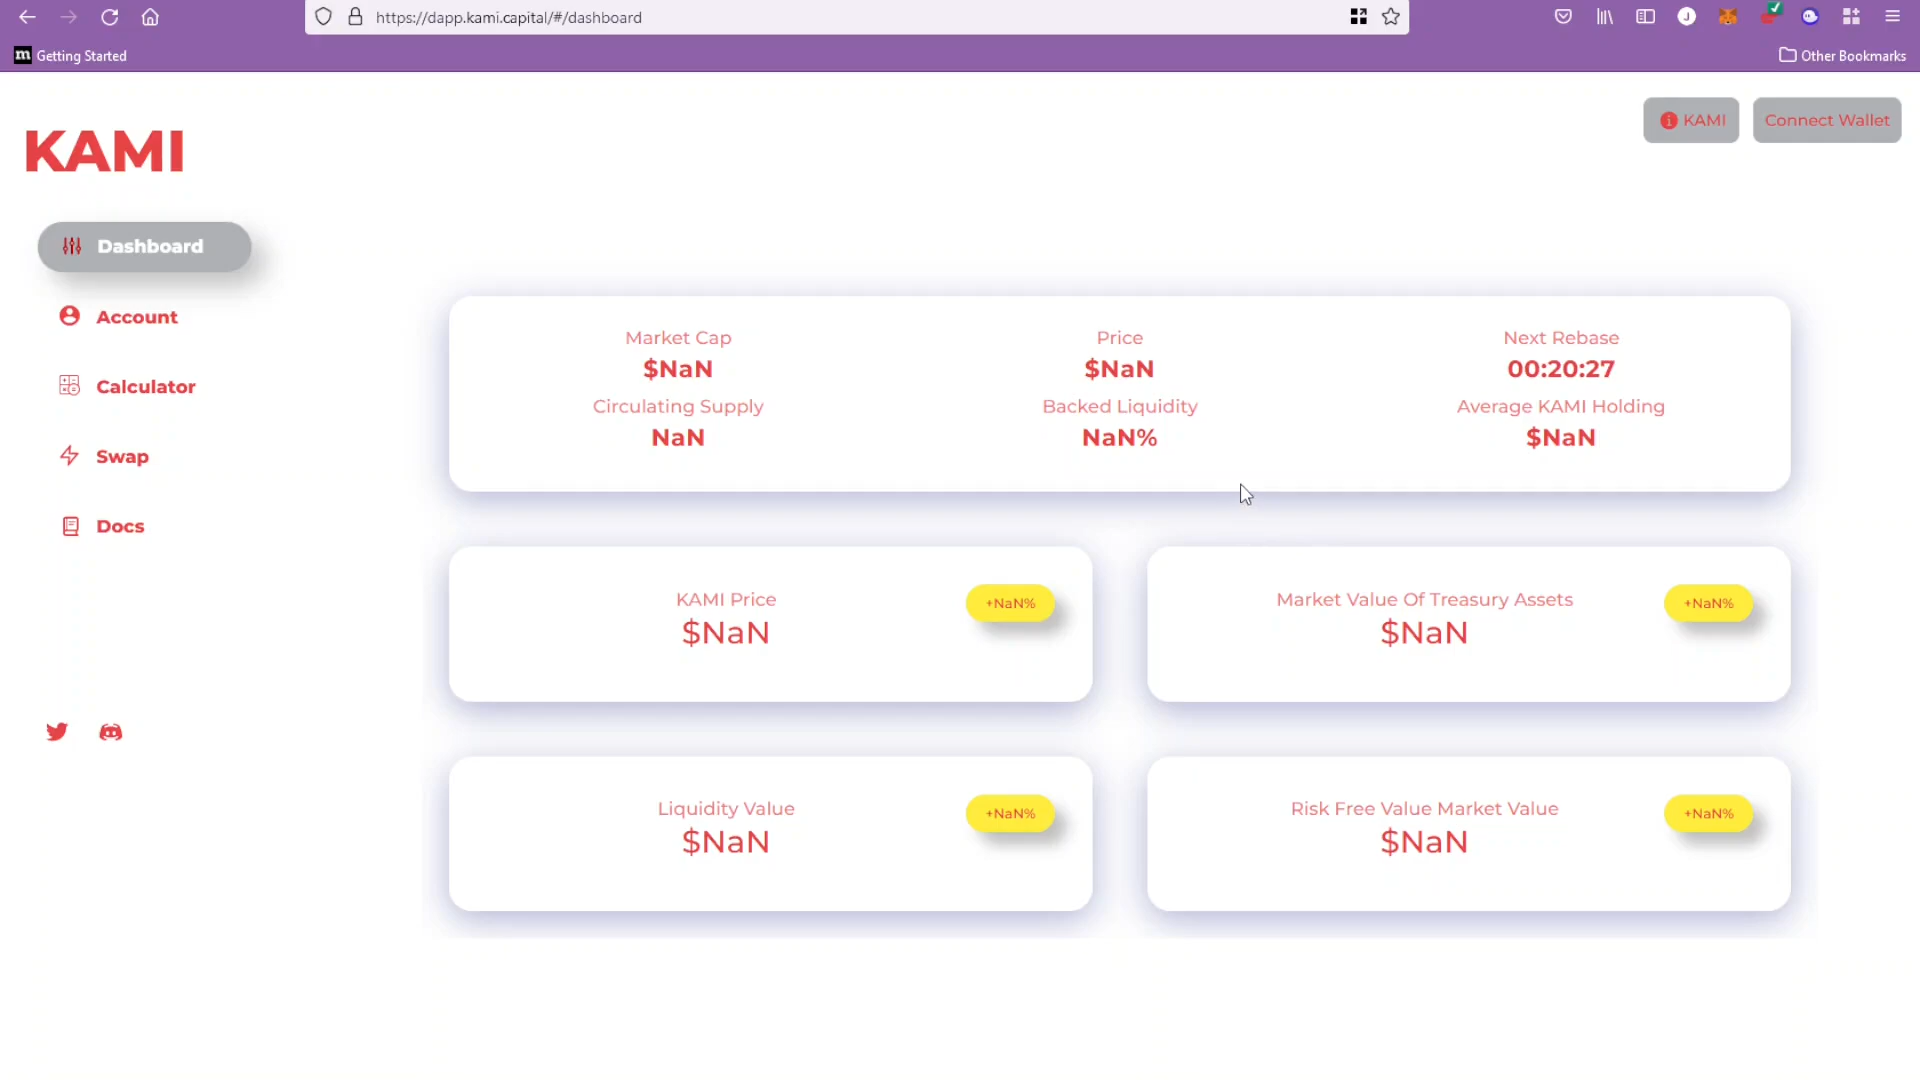 https://dapp.kami.capital/#/dashboard
J
m Getting Started
Other Bookmarks
KAMI
Connect Wallet
KAMI
Dashboard
Account
Calculator
Swap
Docs
Market Cap
$NaN
Price
$NaN
Next Rebase
00:20:27
Circulating Supply
NaN
Backed Liquidity
NaN%
Average KAMI Holding
$NaN
KAMI Price
$NaN
+NaN%
Market Value Of Treasury Assets
$NaN
+NaN%
Liquidity Value
$NaN
+NaN%
Risk Free Value Market Value
$NaN
+NaN%